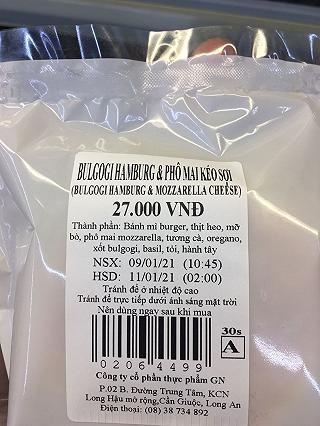 BULGOGI HAMBURG & PHÔ MAI KÉO SỢI
(BULGOGI HAMBURG & MOZZARELLA CHEESE)
27.000 VNĐ
Thành phần: Bánh mì burger, thịt heo, mỡ
bò, phô mai mozzarella, tương cà, oregano,
xốt bulgogi, basil, tỏi, hành tây
NSX: 09/01/21 (10:45)
HSD: 11/01/21 (02:00)
Tránh để ở nhiệt độ cao
Tránh để trực tiếp dưới ánh sáng mặt trời
Nên dùng ngay sau khi mua
30s
A
02064499
Công ty cổ phần thực phẩm GN
P.02 B. Đường Trung Tâm, KCN
Long Hậu mở rộng,Cần Giuộc, Long An
Điện thoại: (08) 38 734 892